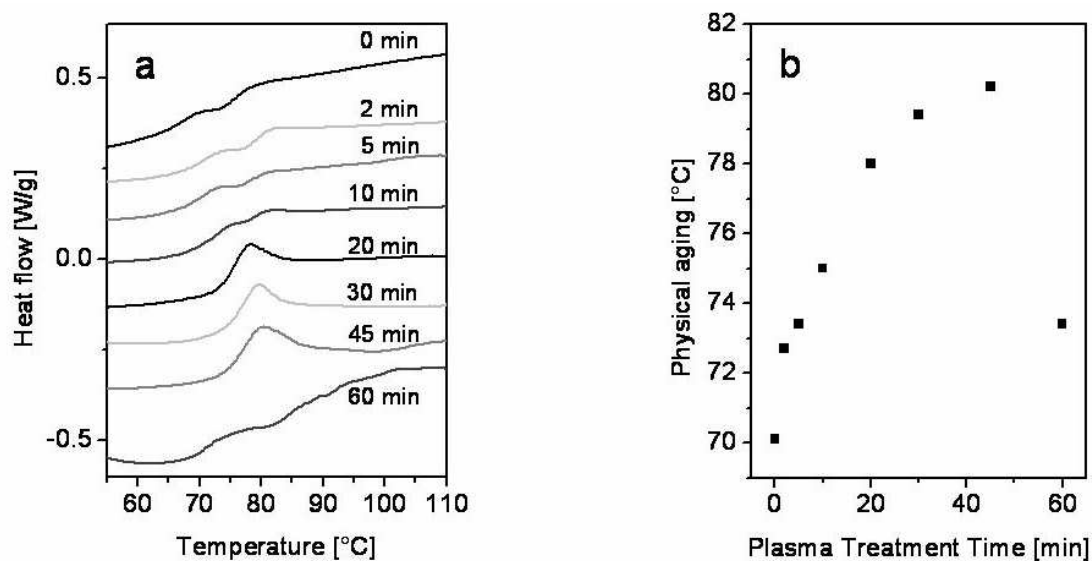 a
0 min
2 min
5 min
10 min
20 min
30 min
45 min
60 min
0.5
0.0
-0.5
Heat flow [W/g]
60 70 80 90 100 110
Temperature [°C]
b
82
80
78
76
74
72
70
Physical aging [°C]
0 20 40 60
Plasma Treatment Time [min]